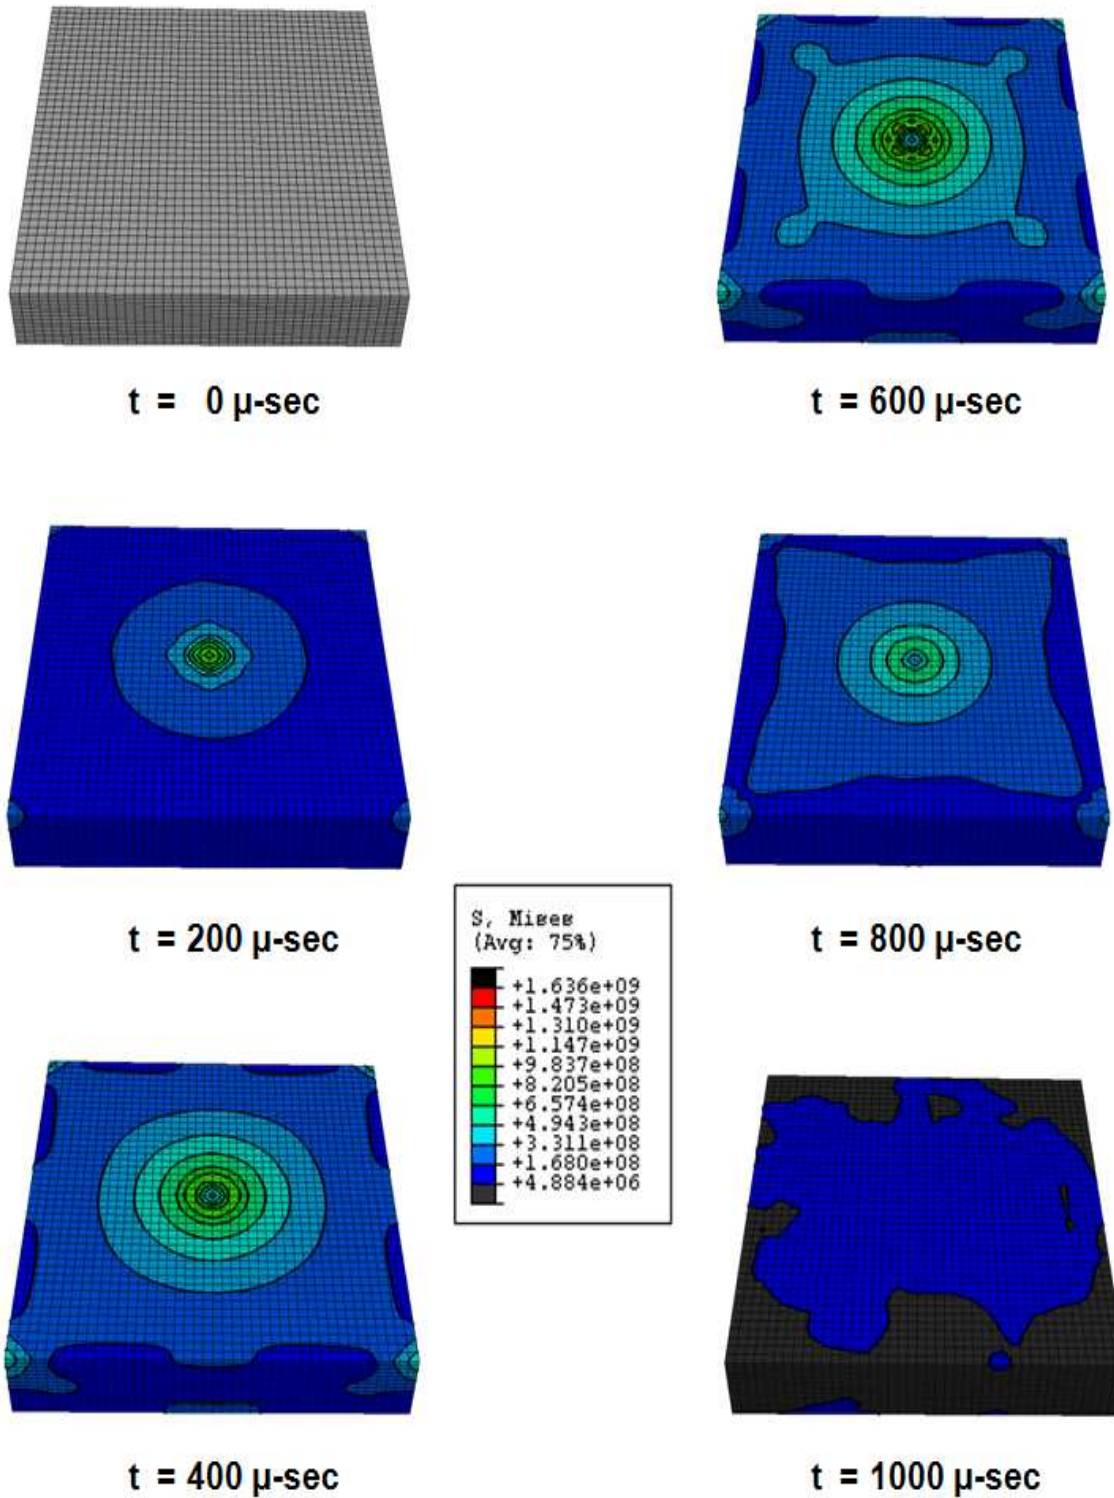 t = 0 µ-sec
t = 600 µ-sec
t = 200 µ-sec
t = 800 µ-sec
S, Mises
(Avg: 75%)
+1.636e+09
+1.473e+09
+1.310e+09
+1.147e+09
+9.837e+08
+8.205e+08
+6.574e+08
+4.943e+08
+3.311e+08
+1.680e+08
+4.884e+06
t = 400 µ-sec
t = 1000 µ-sec